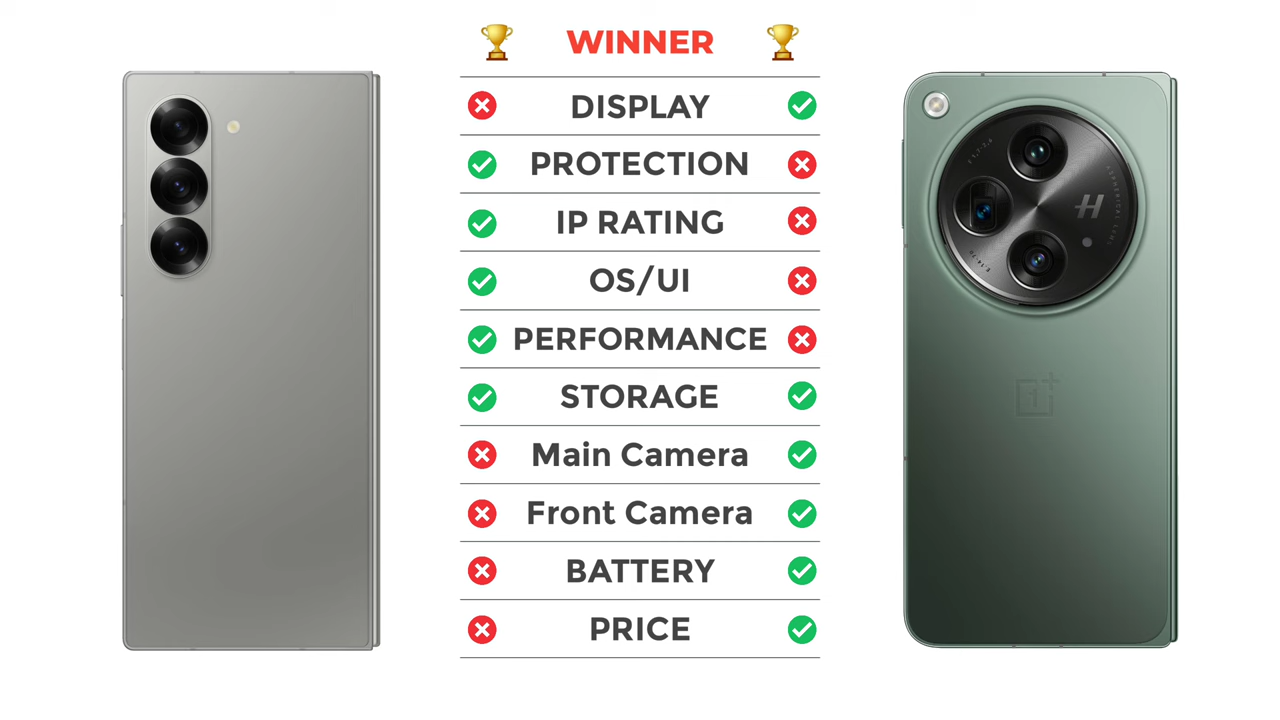 WINNER
DISPLAY
PROTECTION
IP RATING
OS/UI
PERFORMANCE
STORAGE
Main Camera
Front Camera
BATTERY
PRICE
H